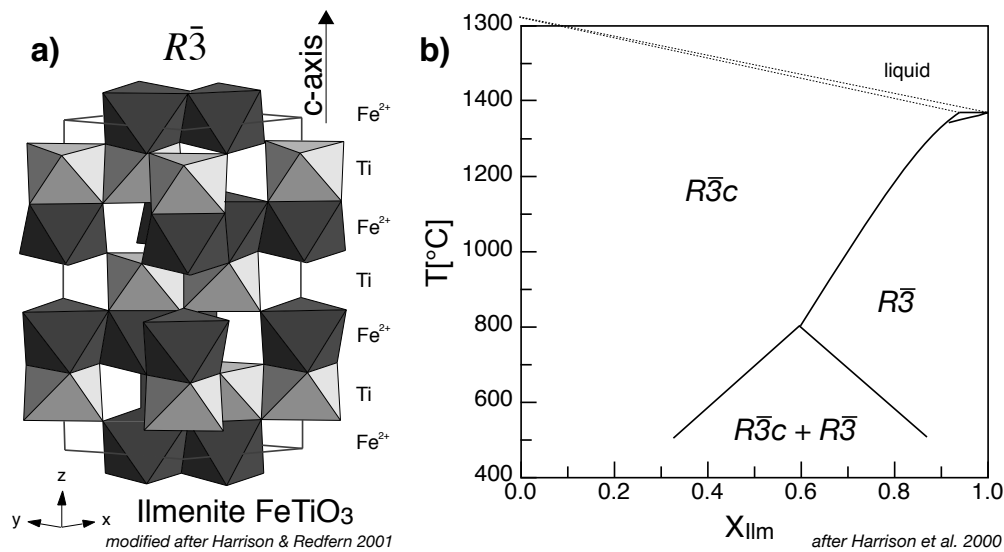 a)
R3̅
c-axis
Fe²⁺
Ti
Fe²⁺
Ti
Fe²⁺
Ti
Fe²⁺
z
y
x
Ilmenite FeTiO₃
modified after Harrison & Redfern 2001
b)
1300
1400
1200
1000
800
600
400
T[°C]
liquid
R3̅c
R3̅
R3̅c + R3̅
0.0
0.2
0.4
0.6
0.8
1.0
X_Ilm
after Harrison et al. 2000